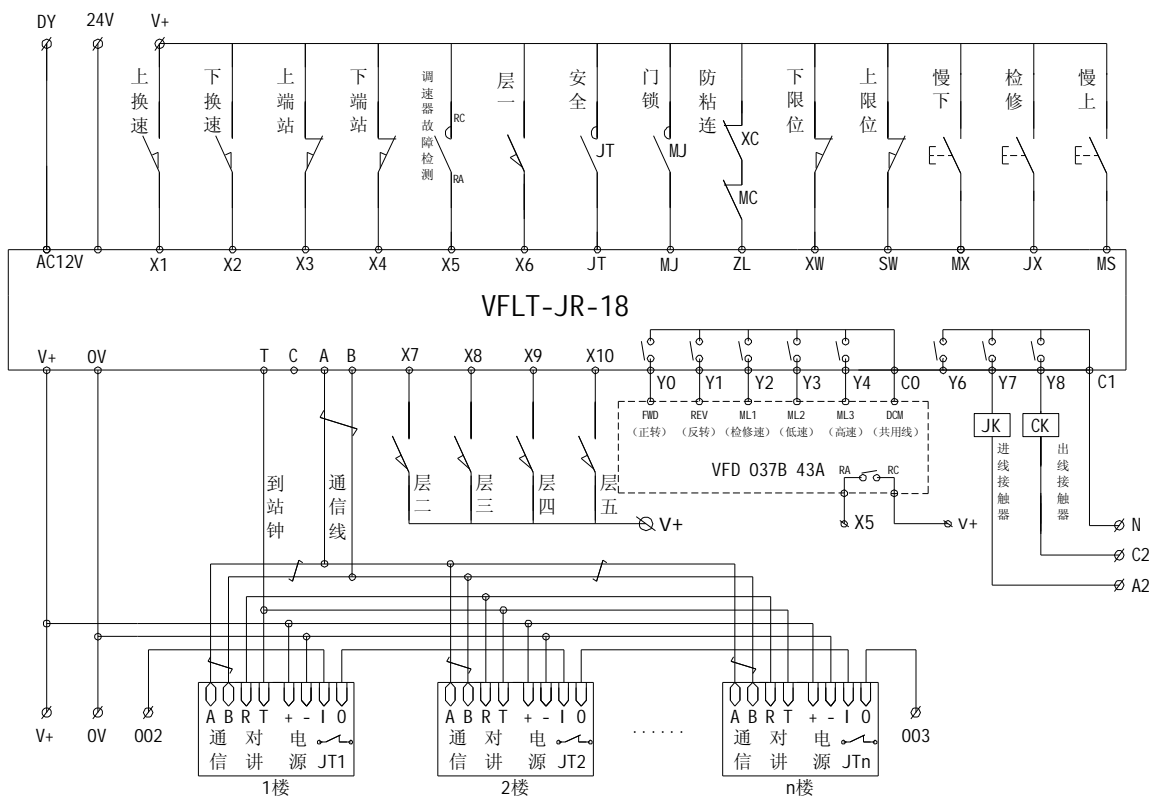 DY 24V V+
上换速 下换速 上端站 下端站 调速器故障检测 层一 安全 门锁 防粘连 下限位 上限位 慢下 检修 慢上
RC
JT MJ XC
RA
MC
AC12V X1 X2 X3 X4 X5 X6 JT MJ ZL XW SW MX JX MS
VFLT-JR-18
V+ 0V T C A B X7 X8 X9 X10 Y0 Y1 Y2 Y3 Y4 C0 Y6 Y7 Y8 C1
FWD REV ML1 ML2 ML3 DCM
(正转) (反转) (检修速) (低速) (高速) (共用线)
JK CK
VFD 037B 43A RA RC
进线接触器 出线接触器
到站钟 通信线 层二 层三 层四 层五
V+ X5 V+
N
C2
A2
A B R T + - I O A B R T + - I O A B R T + - I O
V+ 0V 002 通信 对讲 电源 JT1 通信 对讲 电源 JT2 ······ 通信 对讲 电源 JTn 003
1楼 2楼 n楼